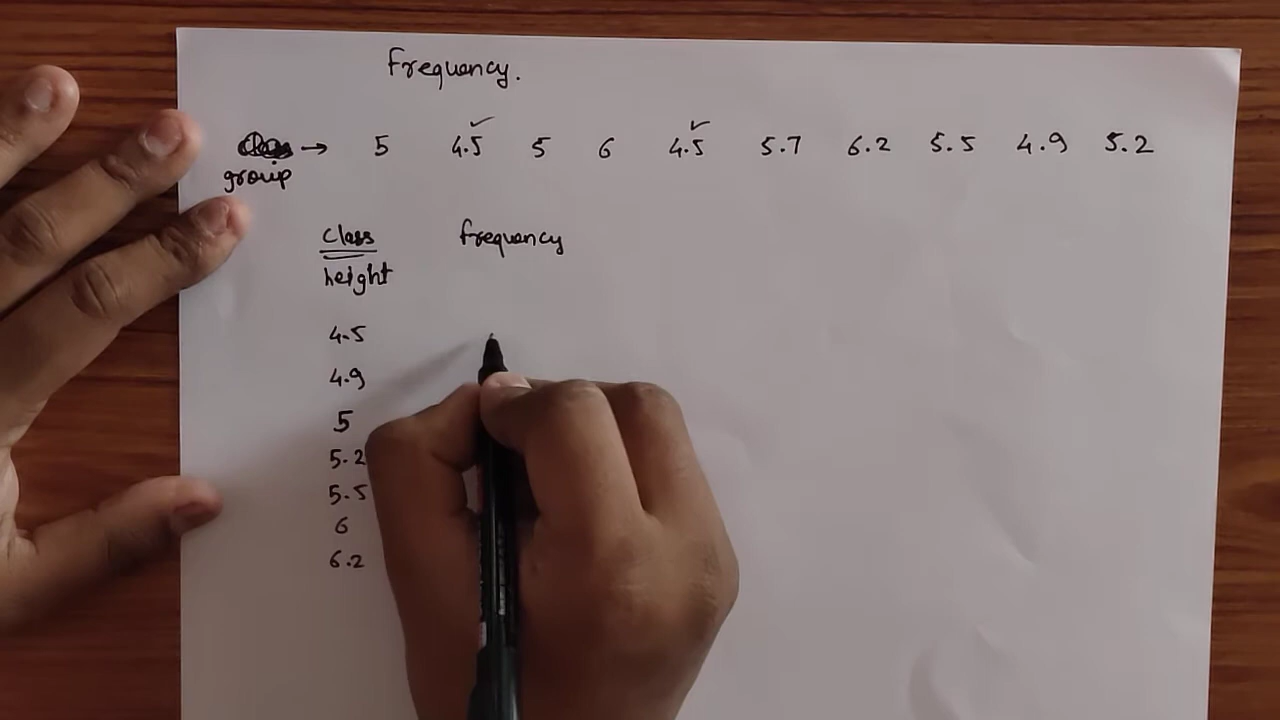 Frequency.
→ 5 4.5 ✓ 5 6 4.5 ✓ 5.7 6.2 5.5 4.9 5.2
group
Class frequency
height
4.5
4.9
5
5.2
5.5
6
6.2